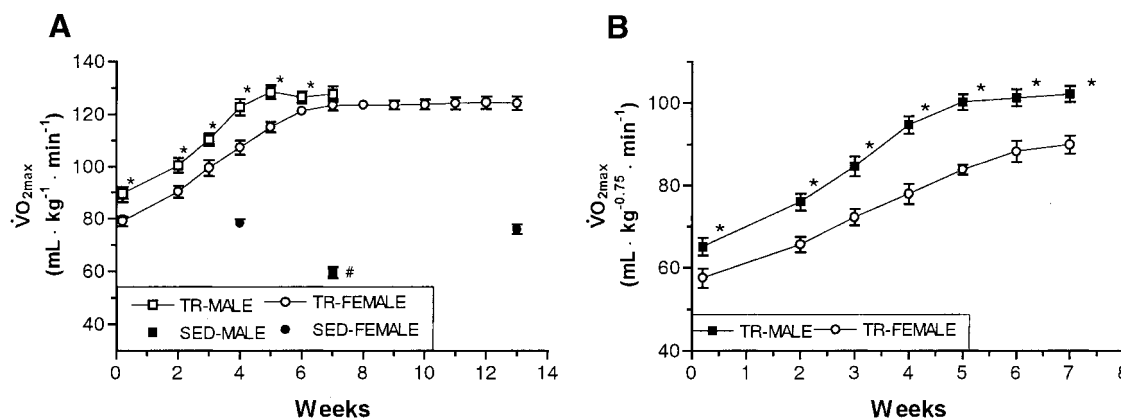 A
V̇O2max
(mL · kg-1 · min-1)
140
120
100
80
60
40
* * * * * *
#
TR-MALE TR-FEMALE
SED-MALE SED-FEMALE
0 2 4 6 8 10 12 14
Weeks
B
V̇O2max
(mL · kg-0.75 · min-1)
100
80
60
40
* * * * * * *
TR-MALE TR-FEMALE
0 1 2 3 4 5 6 7 8
Weeks